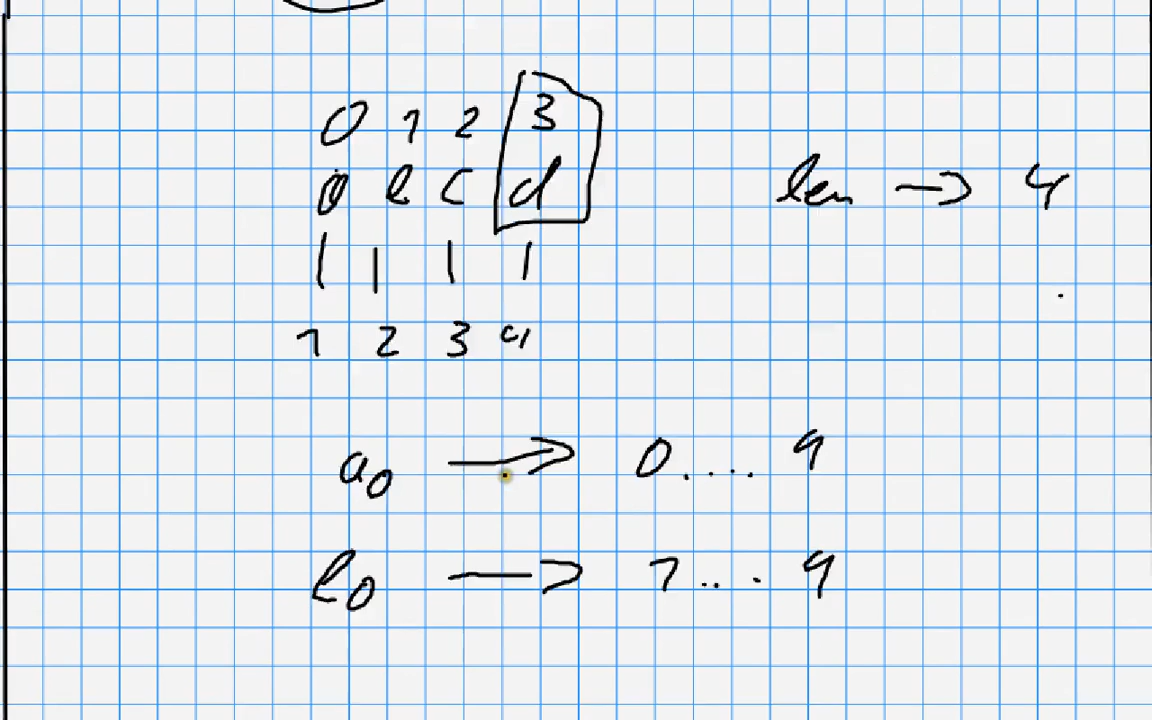 0 1 2 3
a b c d
len → 4
1 2 3 4
a0 → 0 .... 9
b0 → 1 ... 9